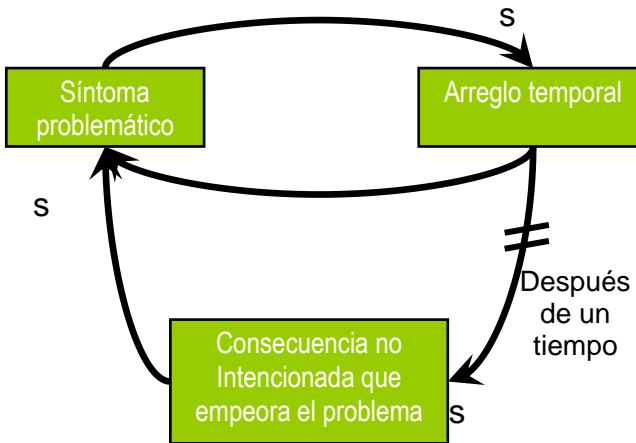 s
Síntoma
problemático
Arreglo temporal
s
Después
de un
tiempo
Consecuencia no
Intencionada que
empeora el problema
s